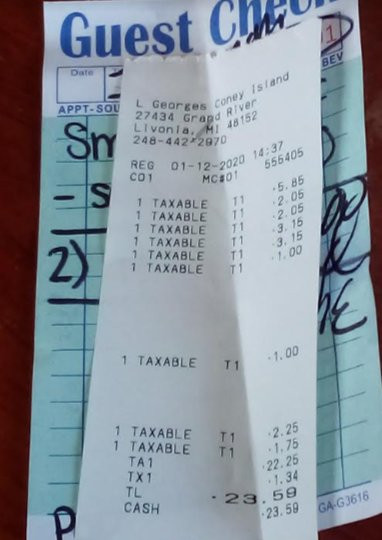 Guest Check
Date
BEV
APPT-SOU
L Georges Coney Island
27434 Grand River
Livonia, MI 48152
248-442-2970
REG 01-12-2020 14:37
C01 MC#01 555405
1 TAXABLE T1 ·5.85
1 TAXABLE T1 ·2.05
1 TAXABLE T1 ·2.05
1 TAXABLE T1 ·3.15
1 TAXABLE T1 ·3.15
1 TAXABLE T1 ·1.00
1 TAXABLE T1 ·1.00
1 TAXABLE T1 ·2.25
1 TAXABLE T1 ·1.75
TA1 ·22.25
TX1 ·1.34
TL ·23.59
CASH ·23.59
Sm
- s
2)
P
GA-G3616